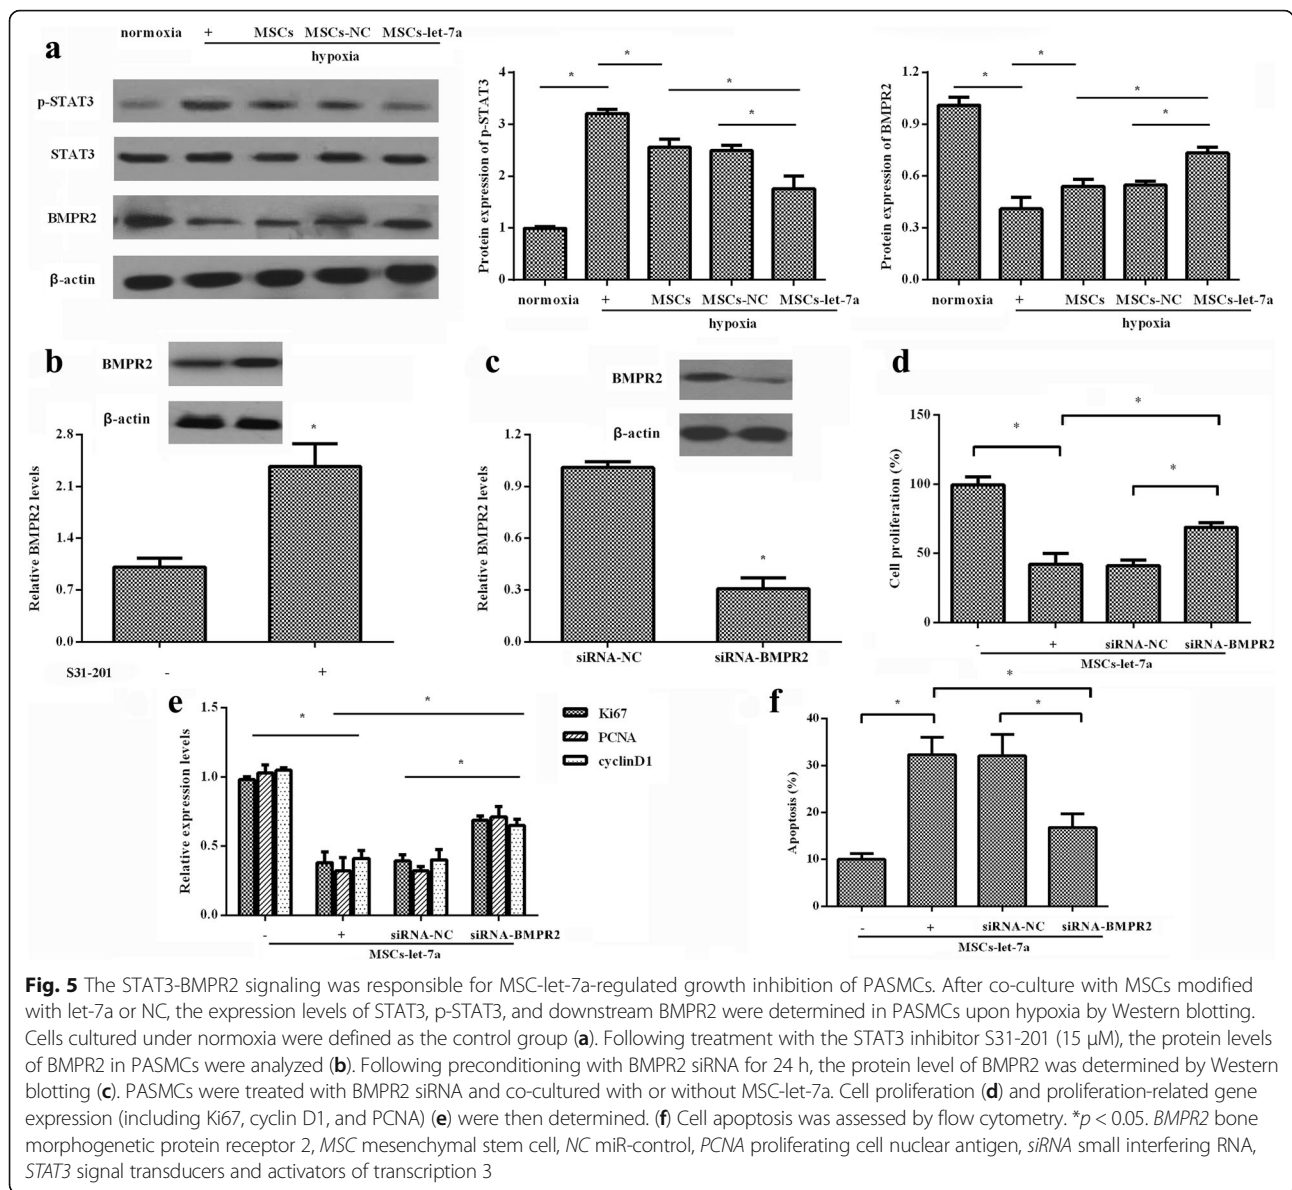 a
normoxia + MSCs MSCs-NC MSCs-let-7a
hypoxia
p-STAT3
STAT3
BMPR2
β-actin
Protein expression of p-STAT3
4
3
2
1
0
* * * *
normoxia + MSCs MSCs-NC MSCs-let-7a
hypoxia
Protein expression of BMPR2
1.2
0.9
0.6
0.3
0.0
* * * *
normoxia + MSCs MSCs-NC MSCs-let-7a
hypoxia
b
BMPR2
β-actin
Relative BMPR2 levels
2.8
2.1
1.4
0.7
0.0
*
S31-201 - +
c
BMPR2
β-actin
Relative BMPR2 levels
1.2
0.9
0.6
0.3
0.0
*
siRNA-NC siRNA-BMPR2
d
Cell proliferation (%)
150
100
50
0
* * *
- + siRNA-NC siRNA-BMPR2
MSCs-let-7a
e
Relative expression levels
1.5
1.0
0.5
0.0
* * *
Ki67
PCNA
cyclinD1
- + siRNA-NC siRNA-BMPR2
MSCs-let-7a
f
Apoptosis (%)
40
30
20
10
0
* * *
- + siRNA-NC siRNA-BMPR2
MSCs-let-7a
Fig. 5 The STAT3-BMPR2 signaling was responsible for MSC-let-7a-regulated growth inhibition of PASMCs. After co-culture with MSCs modified
with let-7a or NC, the expression levels of STAT3, p-STAT3, and downstream BMPR2 were determined in PASMCs upon hypoxia by Western blotting.
Cells cultured under normoxia were defined as the control group (a). Following treatment with the STAT3 inhibitor S31-201 (15 μM), the protein levels
of BMPR2 in PASMCs were analyzed (b). Following preconditioning with BMPR2 siRNA for 24 h, the protein level of BMPR2 was determined by Western
blotting (c). PASMCs were treated with BMPR2 siRNA and co-cultured with or without MSC-let-7a. Cell proliferation (d) and proliferation-related gene
expression (including Ki67, cyclin D1, and PCNA) (e) were then determined. (f) Cell apoptosis was assessed by flow cytometry. *p < 0.05. BMPR2 bone
morphogenetic protein receptor 2, MSC mesenchymal stem cell, NC miR-control, PCNA proliferating cell nuclear antigen, siRNA small interfering RNA,
STAT3 signal transducers and activators of transcription 3